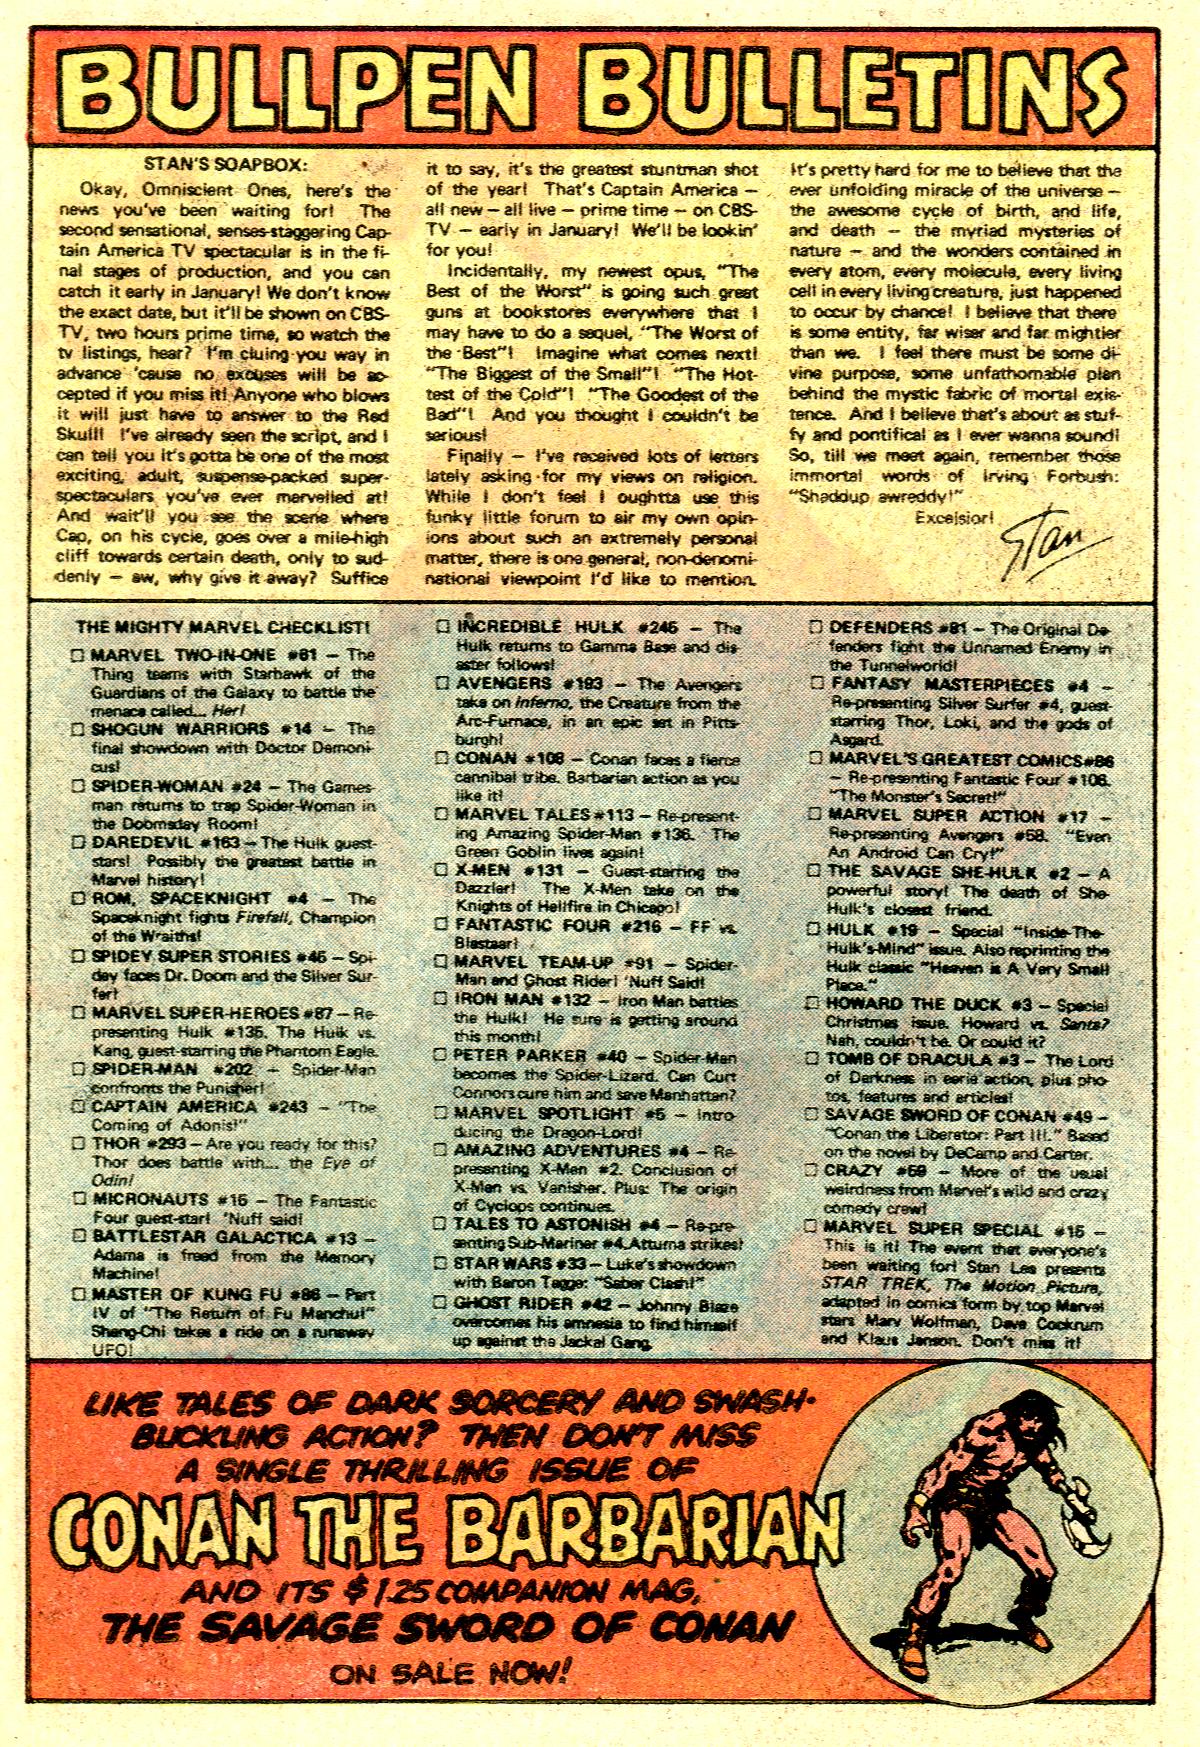 BULLPEN BULLETINS
STAN'S SOAPBOX:
Okay, Omniscient Ones, here's the
news you've been waiting for! The
second sensational, senses-staggering Cap-
tain America TV spectacular is in the fi-
nal stages of production, and you can
catch it early in January! We don't know
the exact date, but it'll be shown on CBS-
TV, two hours prime time, so watch the
tv listings, hear? I'm cluing you way in
advance 'cause no excuses will be ac-
cepted if you miss it! Anyone who blows
it will just have to answer to the Red
Skull! I've already seen the script, and I
can tell you it's gotta be one of the most
exciting, adult, suspense-packed super-
spectaculars you've ever marvelled at!
And wait'll you see the scene where
Cap, on his cycle, goes over a mile-high
cliff towards certain death, only to sud-
denly — aw, why give it away? Suffice
it to say, it's the greatest stuntman shot
of the year! That's Captain America —
all new — all live — prime time — on CBS-
TV — early in January! We'll be lookin'
for you!
Incidentally, my newest opus, "The
Best of the Worst" is going such great
guns at bookstores everywhere that I
may have to do a sequel, "The Worst of
the Best"! Imagine what comes next!
"The Biggest of the Small"! "The Hot-
test of the Cold"! "The Goodest of the
Bad"! And you thought I couldn't be
serious!
Finally — I've received lots of letters
lately asking for my views on religion.
While I don't feel I oughtta use this
funky little forum to air my own opin-
ions about such an extremely personal
matter, there is one general, non-denomi-
national viewpoint I'd like to mention.
It's pretty hard for me to believe that the
ever unfolding miracle of the universe —
the awesome cycle of birth, and life,
and death — the myriad mysteries of
nature — and the wonders contained in
every atom, every molecule, every living
cell in every living creature, just happened
to occur by chance! I believe that there
is some entity, far wiser and far mightier
than we. I feel there must be some di-
vine purpose, some unfathomable plan
behind the mystic fabric of mortal exis-
tence. And I believe that's about as stuf-
fy and pontifical as I ever wanna sound!
So, till we meet again, remember those
immortal words of Irving Forbush:
"Shaddup awreddy!"
Excelsior!
Stan
THE MIGHTY MARVEL CHECKLIST!
☐ MARVEL TWO-IN-ONE #61 — The
Thing teams with Starhawk of the
Guardians of the Galaxy to battle the
menace called... Her!
☐ SHOGUN WARRIORS #14 — The
final showdown with Doctor Demoni-
cus!
☐ SPIDER-WOMAN #24 — The Games-
man returns to trap Spider-Woman in
the Doomsday Room!
☐ DAREDEVIL #163 — The Hulk guest-
stars! Possibly the greatest battle in
Marvel history!
☐ ROM, SPACEKNIGHT #4 — The
Spaceknight fights Firefall, Champion
of the Wraiths!
☐ SPIDEY SUPER STORIES #45 — Spi-
dey faces Dr. Doom and the Silver Sur-
fer!
☐ MARVEL SUPER-HEROES #87 — Re-
presenting Hulk #135. The Hulk vs.
Kang, guest-starring the Phantom Eagle.
☐ SPIDER-MAN #202 — Spider-Man
confronts the Punisher!
☐ CAPTAIN AMERICA #243 — "The
Coming of Adonis!"
☐ THOR #293 — Are you ready for this?
Thor does battle with... the Eye of
Odin!
☐ MICRONAUTS #15 — The Fantastic
Four guest-star! 'Nuff said!
☐ BATTLESTAR GALACTICA #13 —
Adama is freed from the Memory
Machine!
☐ MASTER OF KUNG FU #86 — Part
IV of "The Return of Fu Manchu!"
Shang-Chi takes a ride on a runaway
UFO!
☐ INCREDIBLE HULK #245 — The
Hulk returns to Gamma Base and dis-
aster follows!
☐ AVENGERS #193 — The Avengers
take on Inferno, the Creature from the
Arc-Furnace, in an epic set in Pitts-
burgh!
☐ CONAN #108 — Conan faces a fierce
cannibal tribe. Barbarian action as you
like it!
☐ MARVEL TALES #113 — Re-present-
ing Amazing Spider-Man #136. The
Green Goblin lives again!
☐ X-MEN #131 — Guest-starring the
Dazzler! The X-Men take on the
Knights of Hellfire in Chicago!
☐ FANTASTIC FOUR #216 — FF vs.
Blastaar!
☐ MARVEL TEAM-UP #91 — Spider-
Man and Ghost Rider! 'Nuff Said!
☐ IRON MAN #132 — Iron Man battles
the Hulk! He sure is getting around
this month!
☐ PETER PARKER #40 — Spider-Man
becomes the Spider-Lizard. Can Curt
Connors cure him and save Manhattan?
☐ MARVEL SPOTLIGHT #5 — Intro-
ducing the Dragon-Lord!
☐ AMAZING ADVENTURES #4 — Re-
presenting X-Men #2. Conclusion of
X-Men vs. Vanisher. Plus: The origin
of Cyclops continues.
☐ TALES TO ASTONISH #4 — Re-pre-
senting Sub-Mariner #4. Attuma strikes!
☐ STAR WARS #33 — Luke's showdown
with Baron Tagge: "Saber Clash!"
☐ GHOST RIDER #42 — Johnny Blaze
overcomes his amnesia to find himself
up against the Jackal Gang.
☐ DEFENDERS #81 — The Original De-
fenders fight the Unnamed Enemy in
the Tunnelworld!
☐ FANTASY MASTERPIECES #4 —
Re-presenting Silver Surfer #4, guest-
starring Thor, Loki, and the gods of
Asgard.
☐ MARVEL'S GREATEST COMICS #86
— Re-presenting Fantastic Four #106.
"The Monster's Secret!"
☐ MARVEL SUPER ACTION #17 —
Re-presenting Avengers #58. "Even
An Android Can Cry!"
☐ THE SAVAGE SHE-HULK #2 — A
powerful story! The death of She-
Hulk's closest friend.
☐ HULK #19 — Special "Inside-The-
Hulk's-Mind" issue. Also reprinting the
Hulk classic "Heaven is A Very Small
Place."
☐ HOWARD THE DUCK #3 — Special
Christmas issue. Howard vs. Santa?
Nah, couldn't be. Or could it?
☐ TOMB OF DRACULA #3 — The Lord
of Darkness in eerie action, plus pho-
tos, features and articles!
☐ SAVAGE SWORD OF CONAN #49 —
"Conan the Liberator: Part III." Based
on the novel by DeCamp and Carter.
☐ CRAZY #59 — More of the usual
weirdness from Marvel's wild and crazy
comedy crew!
☐ MARVEL SUPER SPECIAL #15 —
This is it! The event that everyone's
been waiting for! Stan Lee presents
STAR TREK, The Motion Picture,
adapted in comics form by top Marvel
stars Marv Wolfman, Dave Cockrum
and Klaus Janson. Don't miss it!
LIKE TALES OF DARK SORCERY AND SWASH-
BUCKLING ACTION? THEN DON'T MISS
A SINGLE THRILLING ISSUE OF
CONAN THE BARBARIAN
AND ITS $1.25 COMPANION MAG,
THE SAVAGE SWORD OF CONAN
ON SALE NOW!